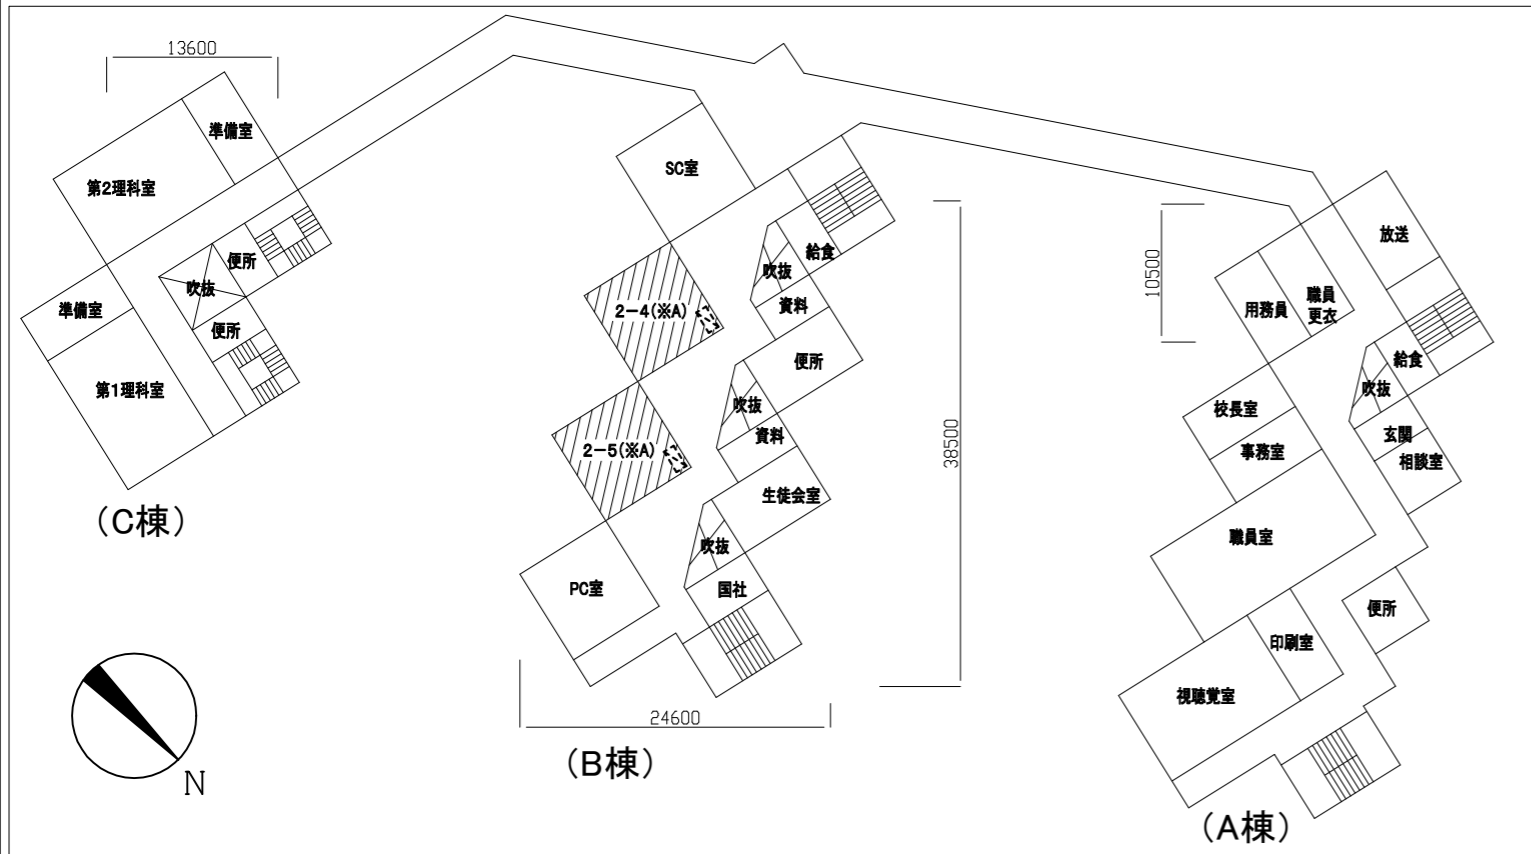 13600
準備室
第2理科室
便所
吹抜
準備室
便所
第1理科室
(C棟)
SC室
給食
吹抜
2-4(※A)
資料
便所
吹抜
2-5(※A)
資料
生徒会室
吹抜
PC室
国社
38500
24600
(B棟)
N
10500
放送
職員
更衣
用務員
給食
吹抜
校長室
玄関
事務室
相談室
職員室
便所
印刷室
視聴覚室
(A棟)